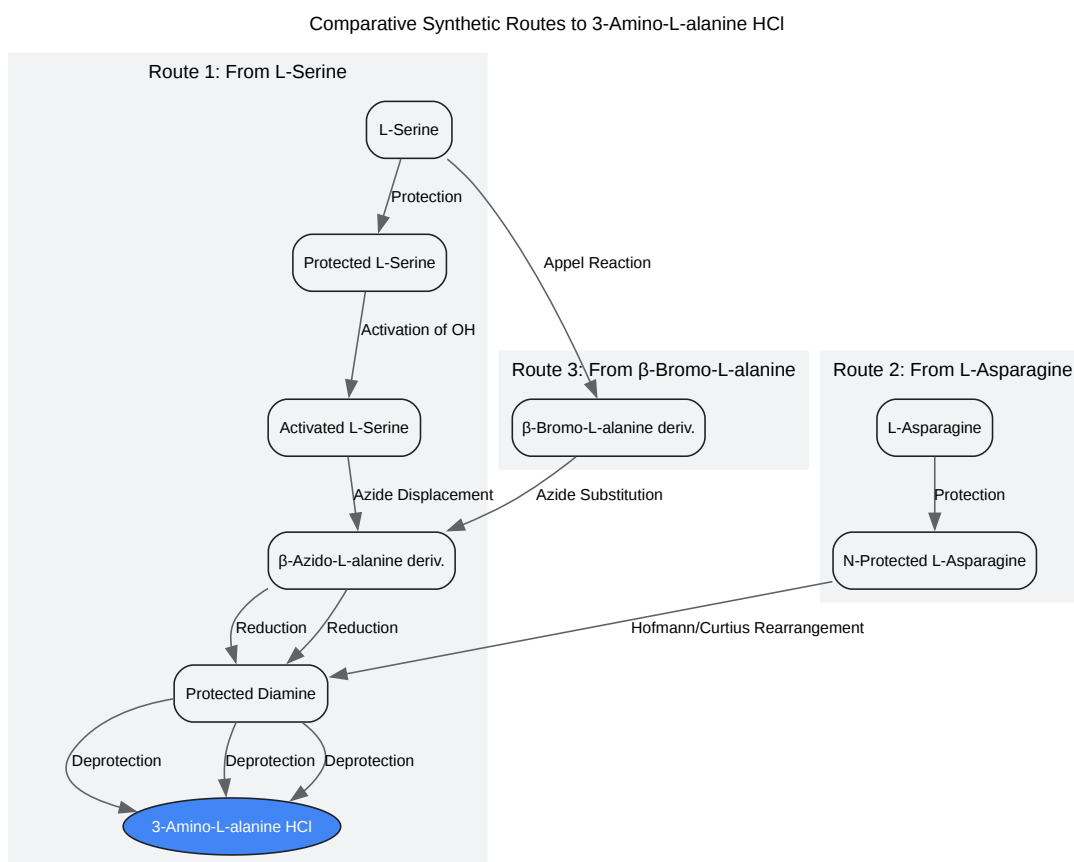 Comparative Synthetic Routes to 3-Amino-L-alanine HCl
Route 1: From L-Serine
L-Serine
Protection
Protected L-Serine
Appel Reaction
Activation of OH
Route 3: From β-Bromo-L-alanine
Route 2: From L-Asparagine
Activated L-Serine
β-Bromo-L-alanine deriv.
L-Asparagine
Azide Displacement
Azide Substitution
Protection
β-Azido-L-alanine deriv.
N-Protected L-Asparagine
Reduction
Reduction
Hofmann/Curtius Rearrangement
Protected Diamine
Deprotection
Deprotection
Deprotection
3-Amino-L-alanine HCl